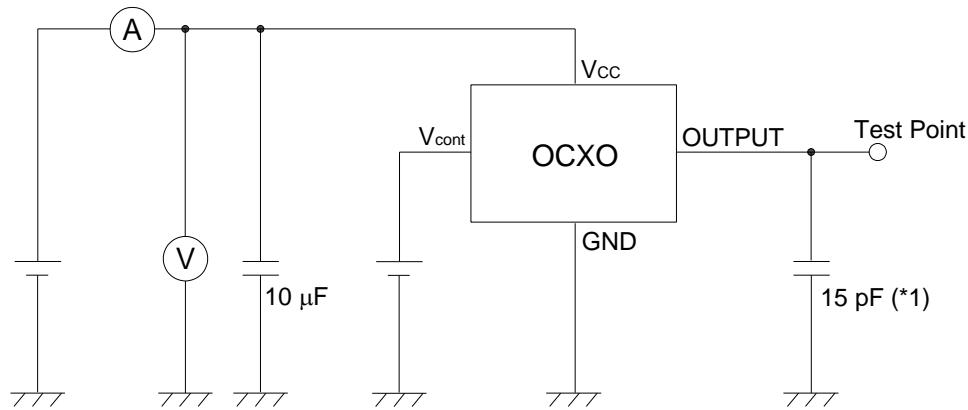 A
VCC
Vcont
OCXO
OUTPUT
Test Point
V
GND
10 μF
15 pF (*1)